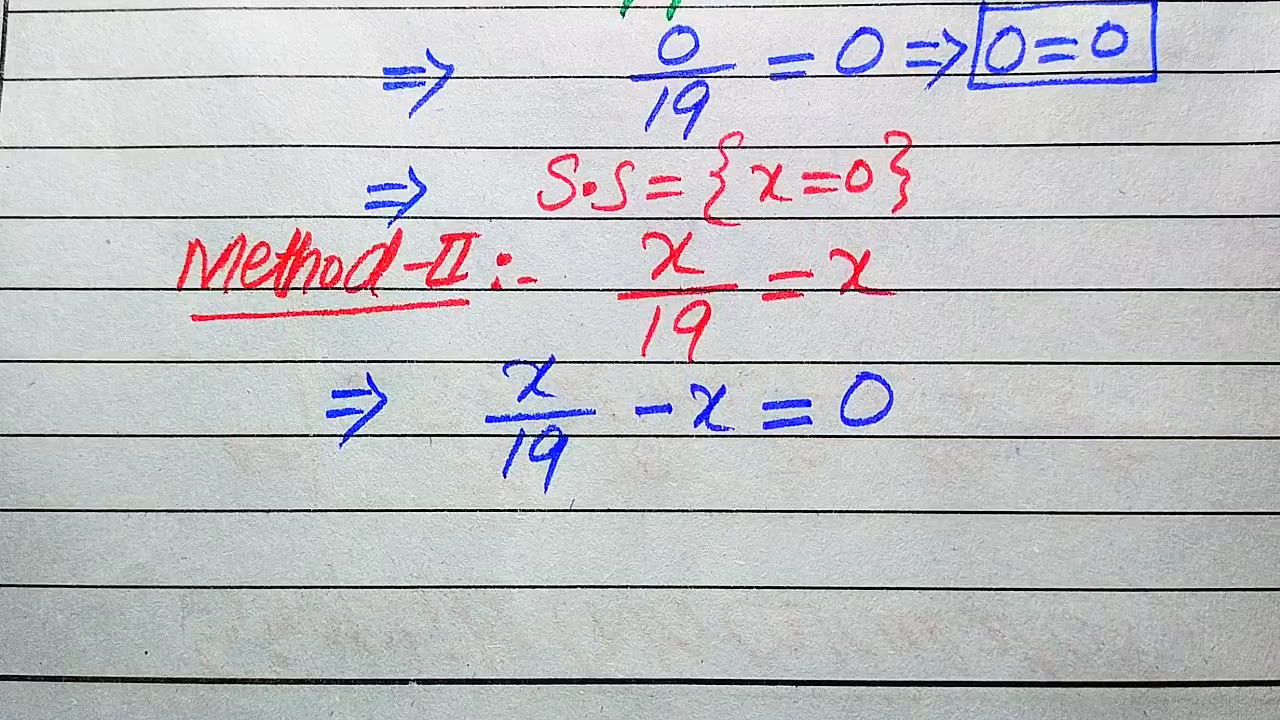 ⇒ 0/19 = 0 ⇒ 0=0
⇒ S.S = {x=0}
Method-II :- x/19 = x
⇒ x/19 - x = 0